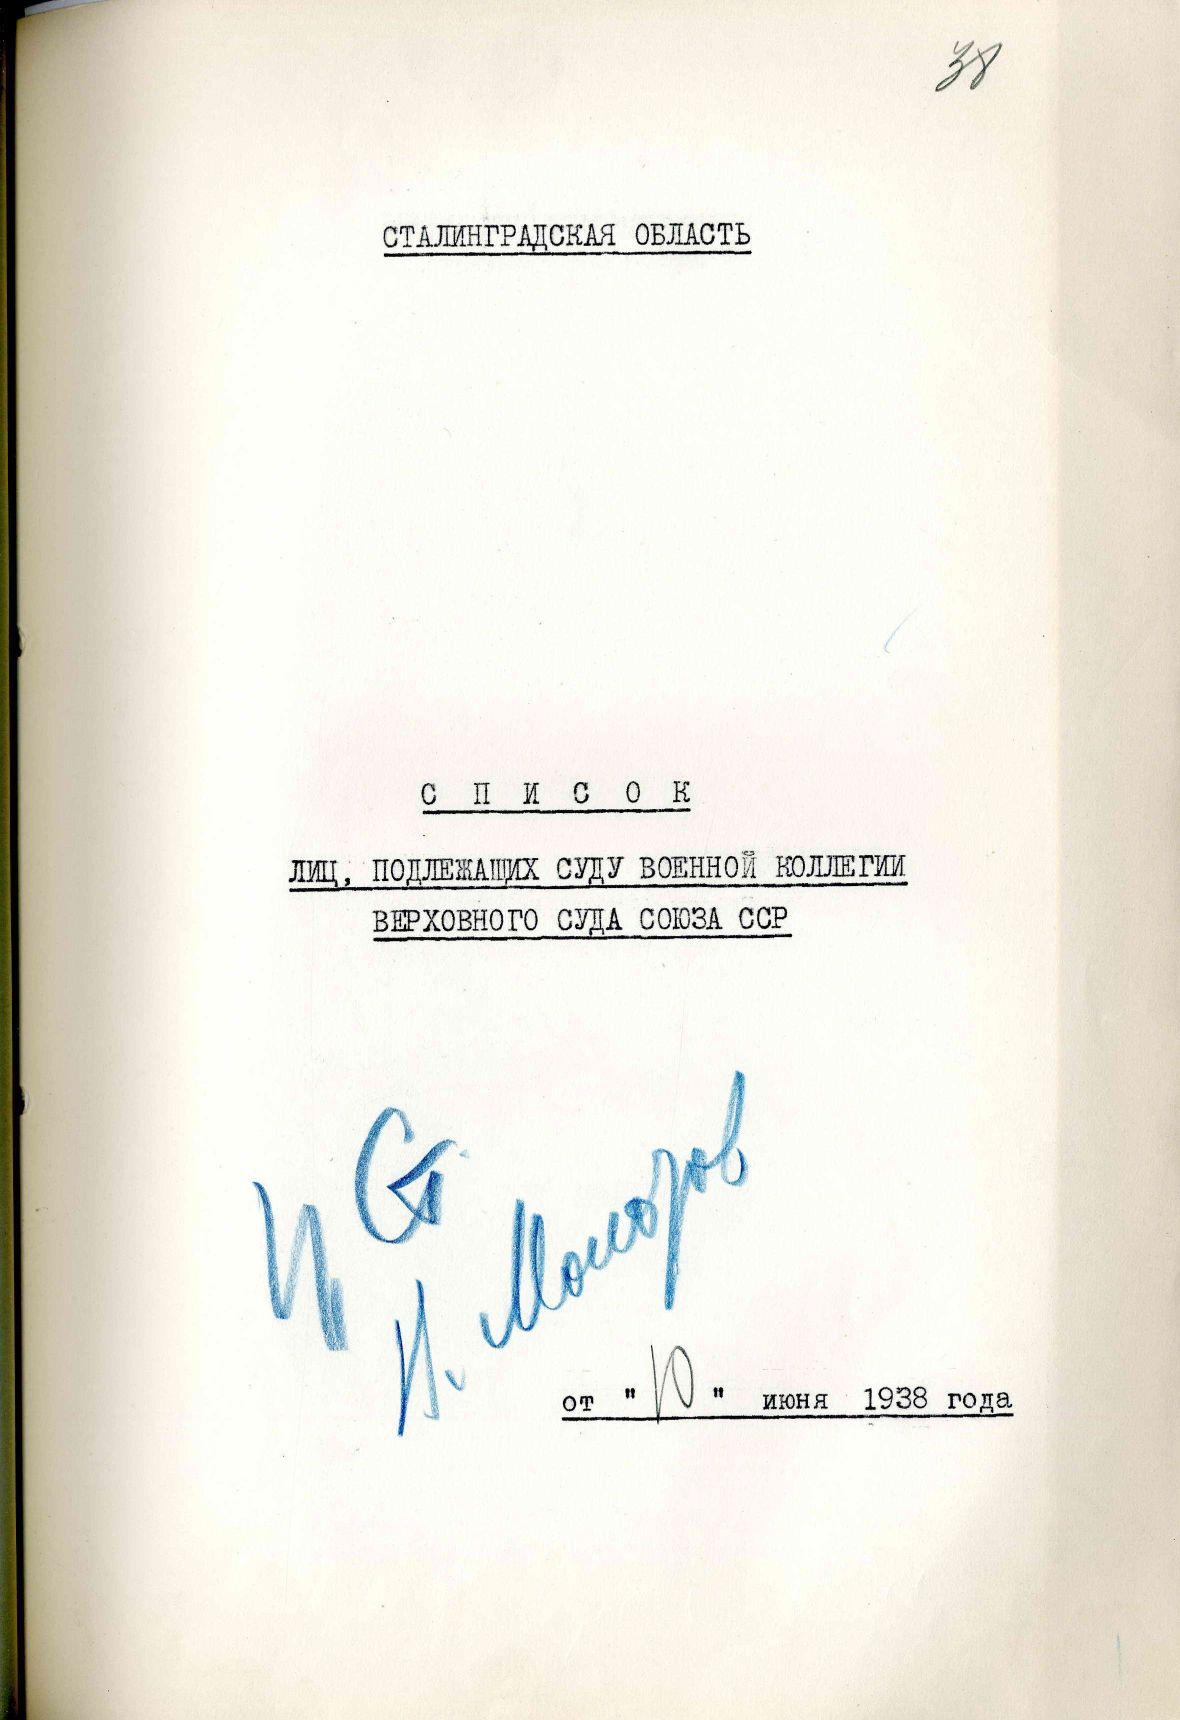 38
СТАЛИНГРАДСКАЯ ОБЛАСТЬ
С П И С О К
ЛИЦ, ПОДЛЕЖАЩИХ СУДУ ВОЕННОЙ КОЛЛЕГИИ
ВЕРХОВНОГО СУДА СОЮЗА ССР
И Ст
В. Молотов
от "10" июня 1938 года